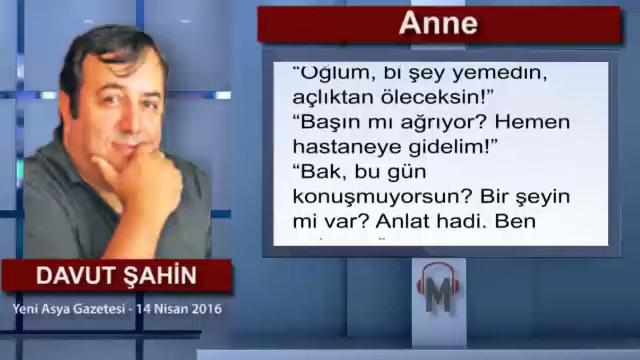 Anne
“Oğlum, bi şey yemedin,
açlıktan öleceksin!”
“Başın mı ağrıyor? Hemen
hastaneye gidelim!”
“Bak, bu gün
konuşmuyorsun? Bir şeyin
mi var? Anlat hadi. Ben
DAVUT ŞAHİN
Yeni Asya Gazetesi - 14 Nisan 2016
M